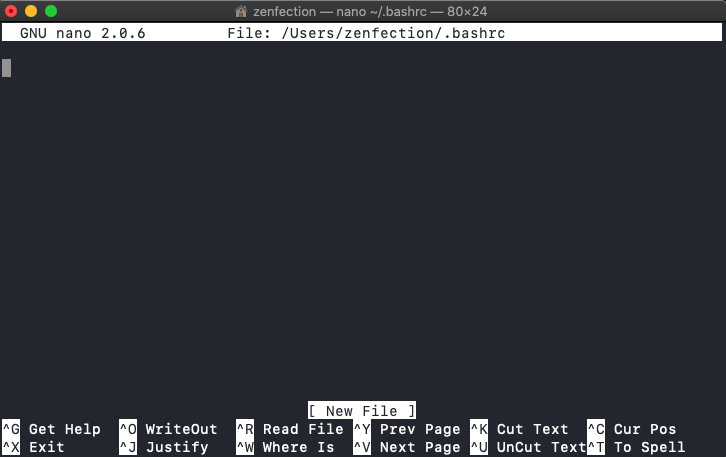 zenfection — nano ~/.bashrc — 80×24
GNU nano 2.0.6 File: /Users/zenfection/.bashrc
[ New File ]
^G Get Help ^O WriteOut ^R Read File ^Y Prev Page ^K Cut Text ^C Cur Pos
^X Exit ^J Justify ^W Where Is ^V Next Page ^U UnCut Text^T To Spell